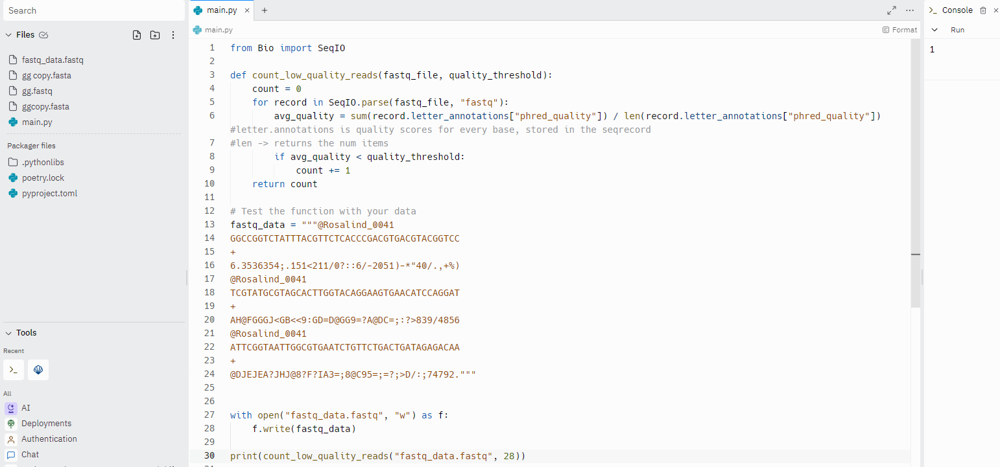 Search
Files
fastq_data.fastq
gg copy.fasta
gg.fastq
ggcopy.fasta
main.py
Packager files
.pythonlibs
poetry.lock
pyproject.toml
Tools
Recent
All
AI
Deployments
Authentication
Chat
main.py × +
main.py
Format
1 from Bio import SeqIO
2
3 def count_low_quality_reads(fastq_file, quality_threshold):
4     count = 0
5     for record in SeqIO.parse(fastq_file, "fastq"):
6         avg_quality = sum(record.letter_annotations["phred_quality"]) / len(record.letter_annotations["phred_quality"])
#letter.annotations is quality scores for every base, stored in the seqrecord
7 #len -> returns the num items
8         if avg_quality < quality_threshold:
9             count += 1
10     return count
11
12 # Test the function with your data
13 fastq_data = """@Rosalind_0041
14 GGCCGGTCTATTTACGTTCTCACCCGACGTGACGTACGGTCC
15 +
16 6.3536354;.151<211/0?::6/-2051)-*"40/.,+%)
17 @Rosalind_0041
18 TCGTATGCGTAGCACTTGGTACAGGAAGTGAACATCCAGGAT
19 +
20 AH@FGGGJ<GB<<9:GD=D@GG9=?A@DC=;:?>839/4856
21 @Rosalind_0041
22 ATTCGGTAATTGGCGTGAATCTGTTCTGACTGATAGAGACAA
23 +
24 @DJEJEA?JHJ@8?F?IA3=;8@C95=;=?;>D/:;74792."""
25
26
27 with open("fastq_data.fastq", "w") as f:
28     f.write(fastq_data)
29
30 print(count_low_quality_reads("fastq_data.fastq", 28))
Console
Run
1